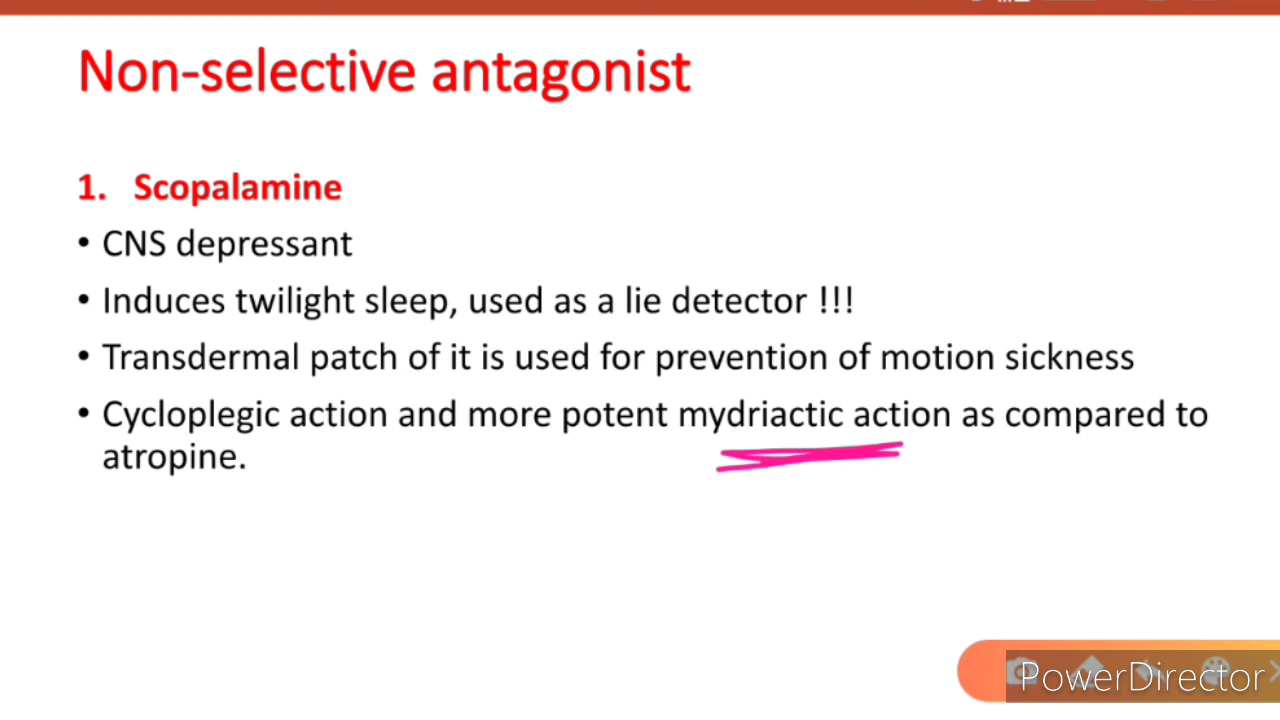 Non-selective antagonist
1. Scopalamine
• CNS depressant
• Induces twilight sleep, used as a lie detector !!!
• Transdermal patch of it is used for prevention of motion sickness
• Cycloplegic action and more potent mydriactic action as compared to
atropine.
PowerDirector